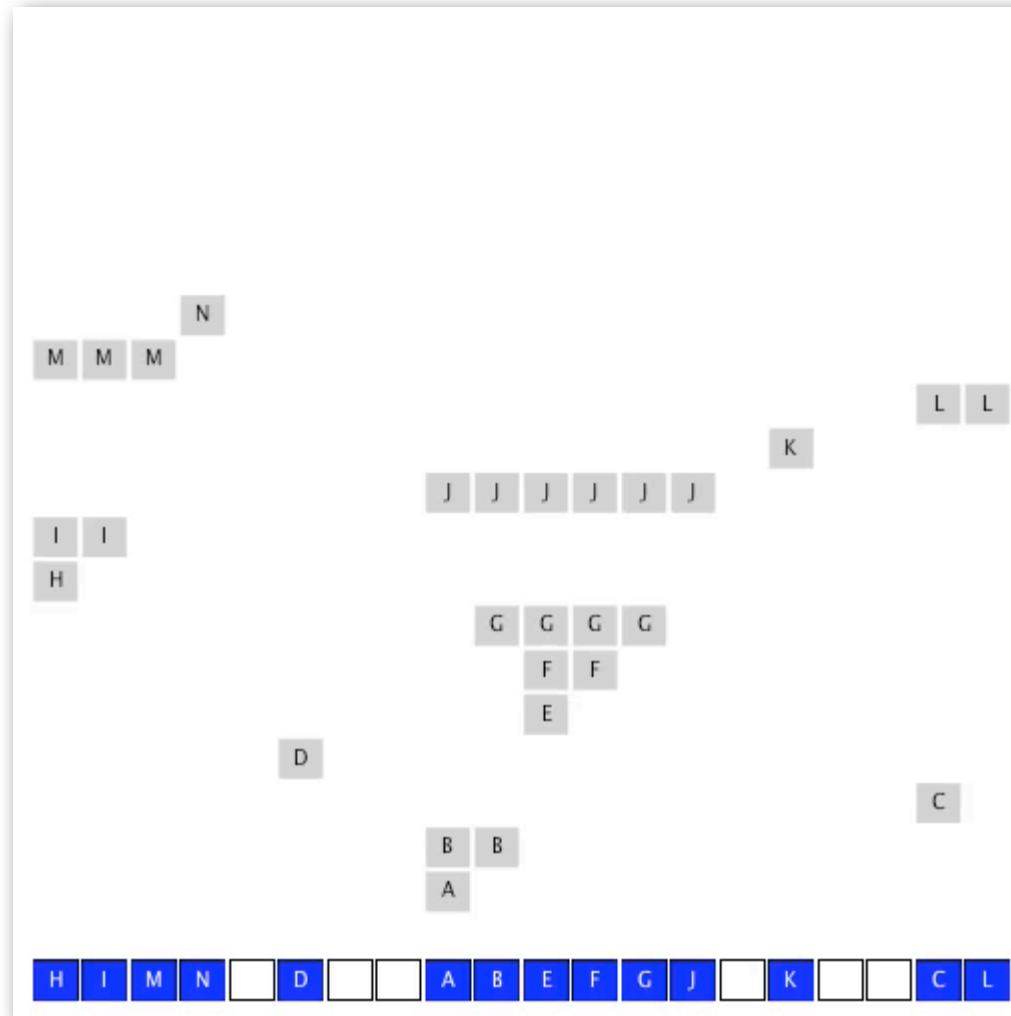 N
M M M
L L
K
J J J J J J
I I
H
G G G G
F F
E
D
C
B B
A
H I M N D A B E F G J K C L